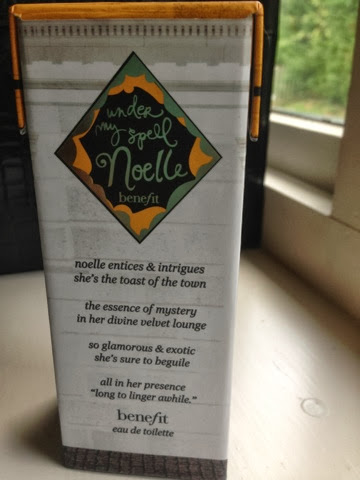 under
my spell
Noelle
benefit
noelle entices & intrigues
she's the toast of the town
the essence of mystery
in her divine velvet lounge
so glamorous & exotic
she's sure to beguile
all in her presence
"long to linger awhile."
benefit
eau de toilette